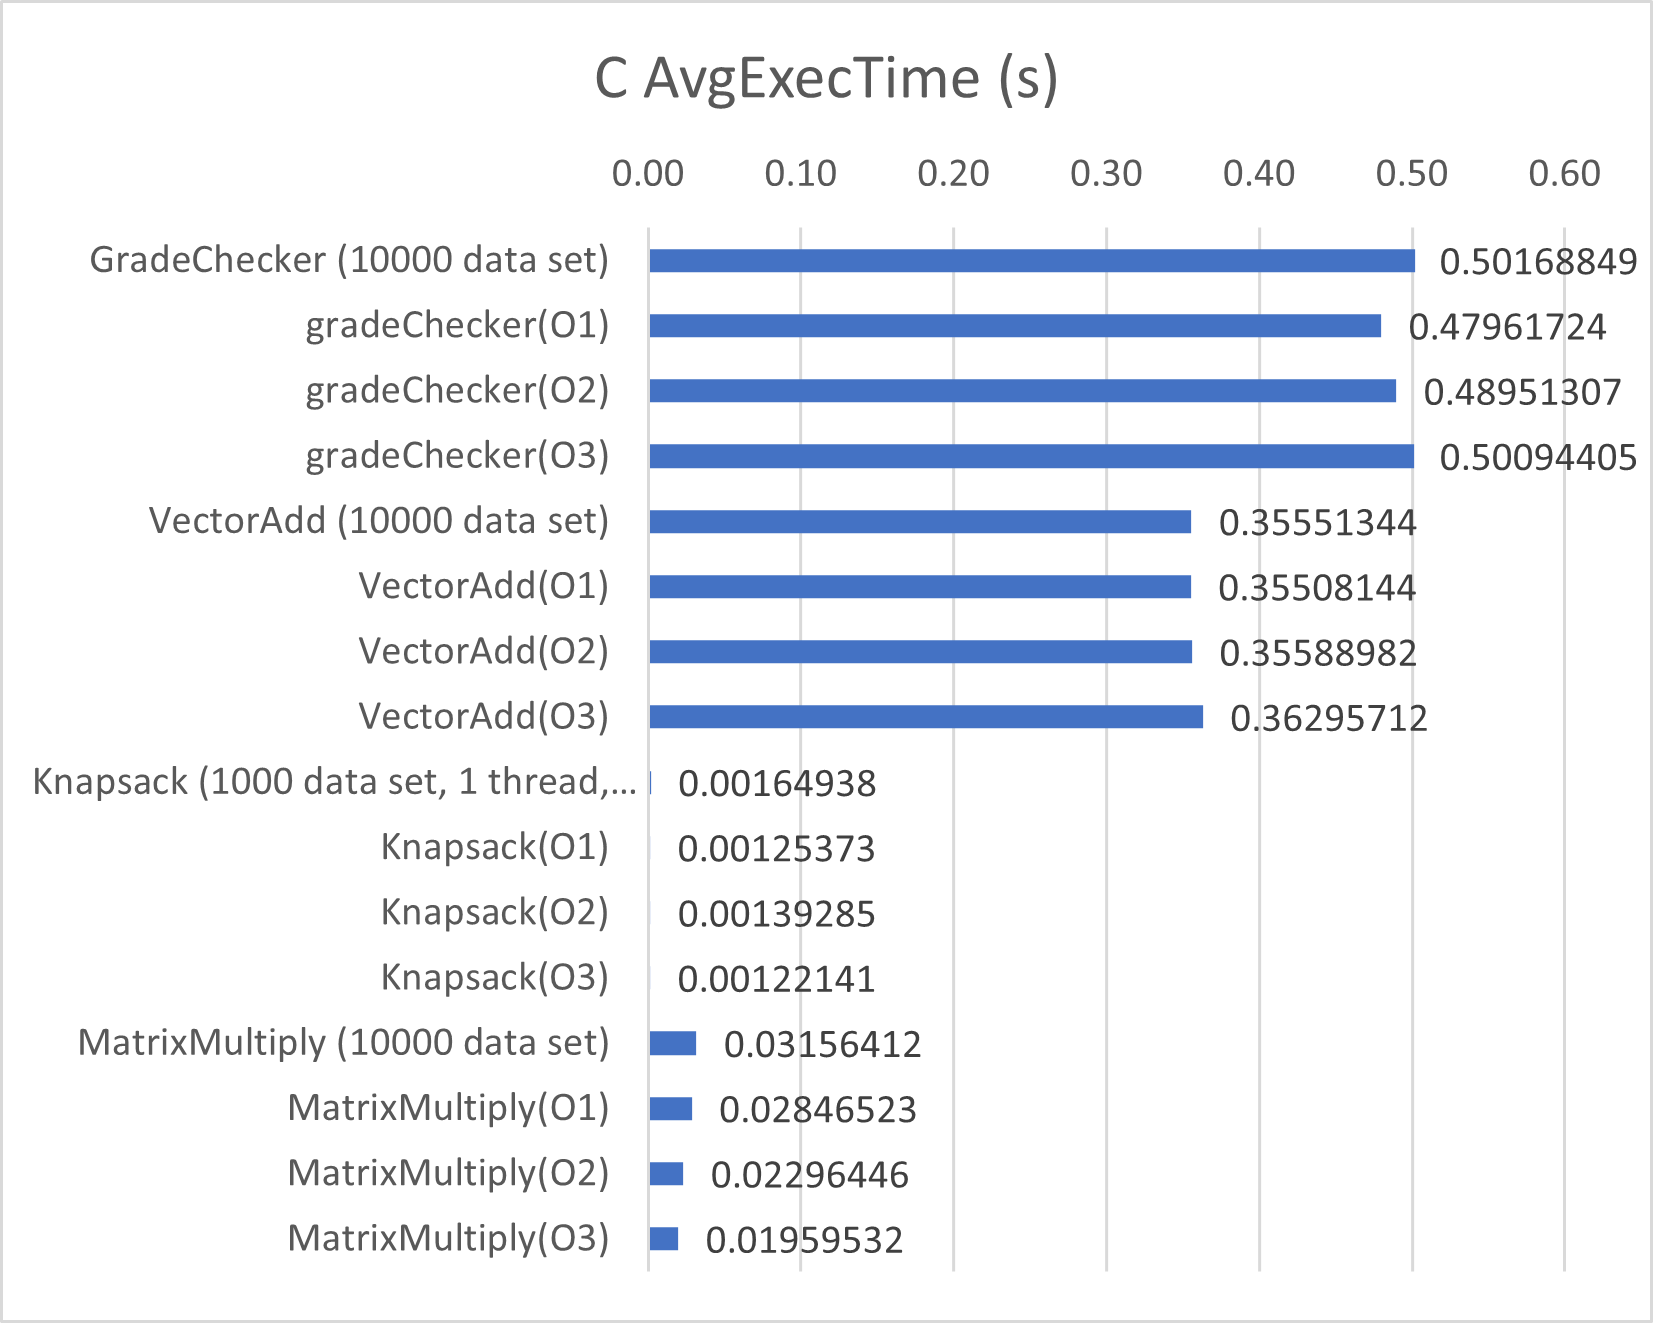 C AvgExecTime (s)
0.00 0.10 0.20 0.30 0.40 0.50 0.60
GradeChecker (10000 data set) 0.50168849
gradeChecker(O1) 0.47961724
gradeChecker(O2) 0.48951307
gradeChecker(O3) 0.50094405
VectorAdd (10000 data set) 0.35551344
VectorAdd(O1) 0.35508144
VectorAdd(O2) 0.35588982
VectorAdd(O3) 0.36295712
Knapsack (1000 data set, 1 thread,... 0.00164938
Knapsack(O1) 0.00125373
Knapsack(O2) 0.00139285
Knapsack(O3) 0.00122141
MatrixMultiply (10000 data set) 0.03156412
MatrixMultiply(O1) 0.02846523
MatrixMultiply(O2) 0.02296446
MatrixMultiply(O3) 0.01959532